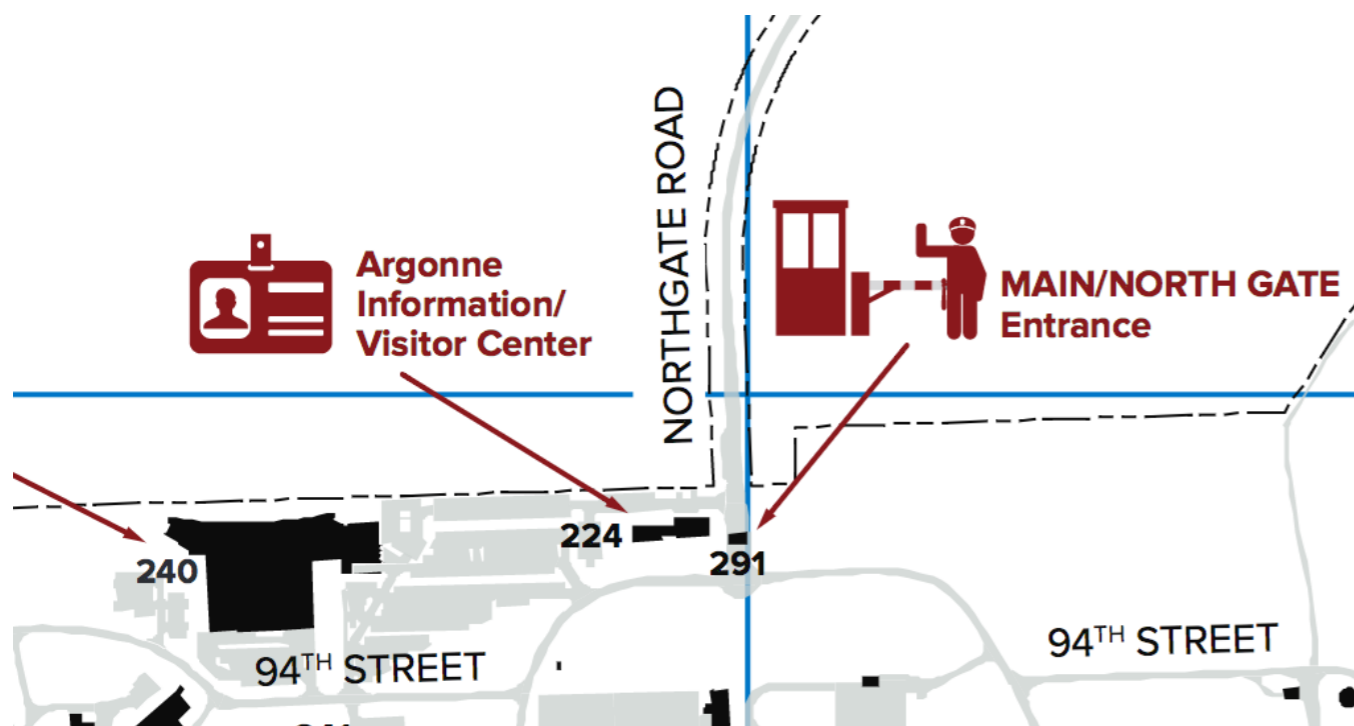 NORTHGATE ROAD
Argonne
Information/
Visitor Center
MAIN/NORTH GATE
Entrance
224
291
240
94TH STREET
94TH STREET